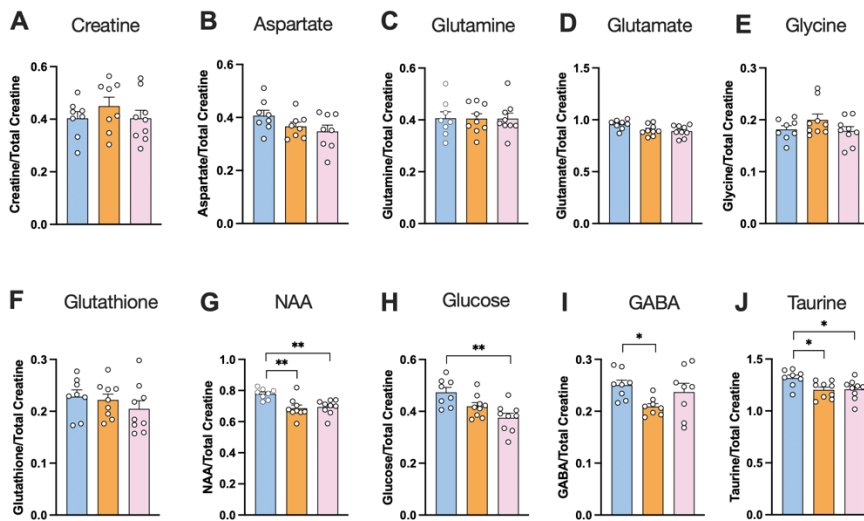 A Creatine
Creatine/Total Creatine
0.6
0.4
0.2
0.0
B Aspartate
Aspartate/Total Creatine
0.6
0.4
0.2
0.0
C Glutamine
Glutamine/Total Creatine
0.6
0.4
0.2
0.0
D Glutamate
Glutamate/Total Creatine
1.5
1.0
0.5
0.0
E Glycine
Glycine/Total Creatine
0.3
0.2
0.1
0.0
F Glutathione
Glutathione/Total Creatine
0.3
0.2
0.1
0.0
G NAA
NAA/Total Creatine
1.0
0.8
0.6
0.4
0.2
0.0
**
**
H Glucose
Glucose/Total Creatine
0.6
0.4
0.2
0.0
**
I GABA
GABA/Total Creatine
0.3
0.2
0.1
0.0
*
J Taurine
Taurine/Total Creatine
1.5
1.0
0.5
0.0
*
*